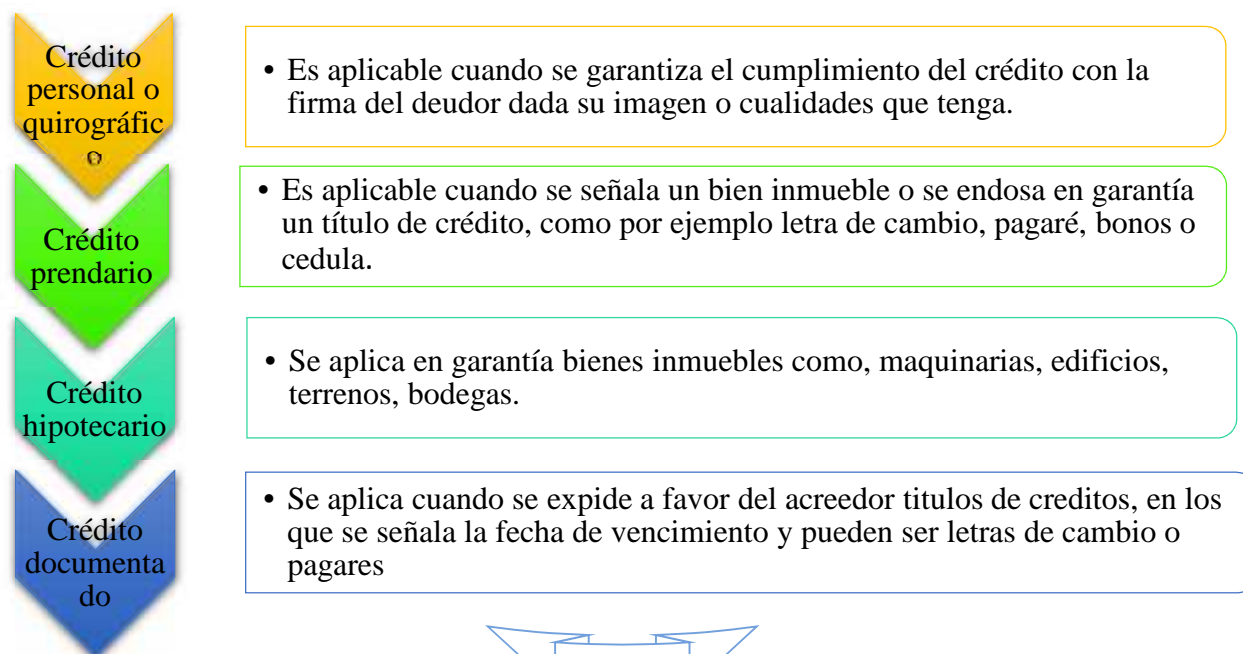 Crédito
personal o
quirográfic
o
• Es aplicable cuando se garantiza el cumplimiento del crédito con la
firma del deudor dada su imagen o cualidades que tenga.
Crédito
prendario
• Es aplicable cuando se señala un bien inmueble o se endosa en garantía
un título de crédito, como por ejemplo letra de cambio, pagaré, bonos o
cedula.
Crédito
hipotecario
• Se aplica en garantía bienes inmuebles como, maquinarias, edificios,
terrenos, bodegas.
Crédito
documenta
do
• Se aplica cuando se expide a favor del acreedor titulos de creditos, en los
que se señala la fecha de vencimiento y pueden ser letras de cambio o
pagares